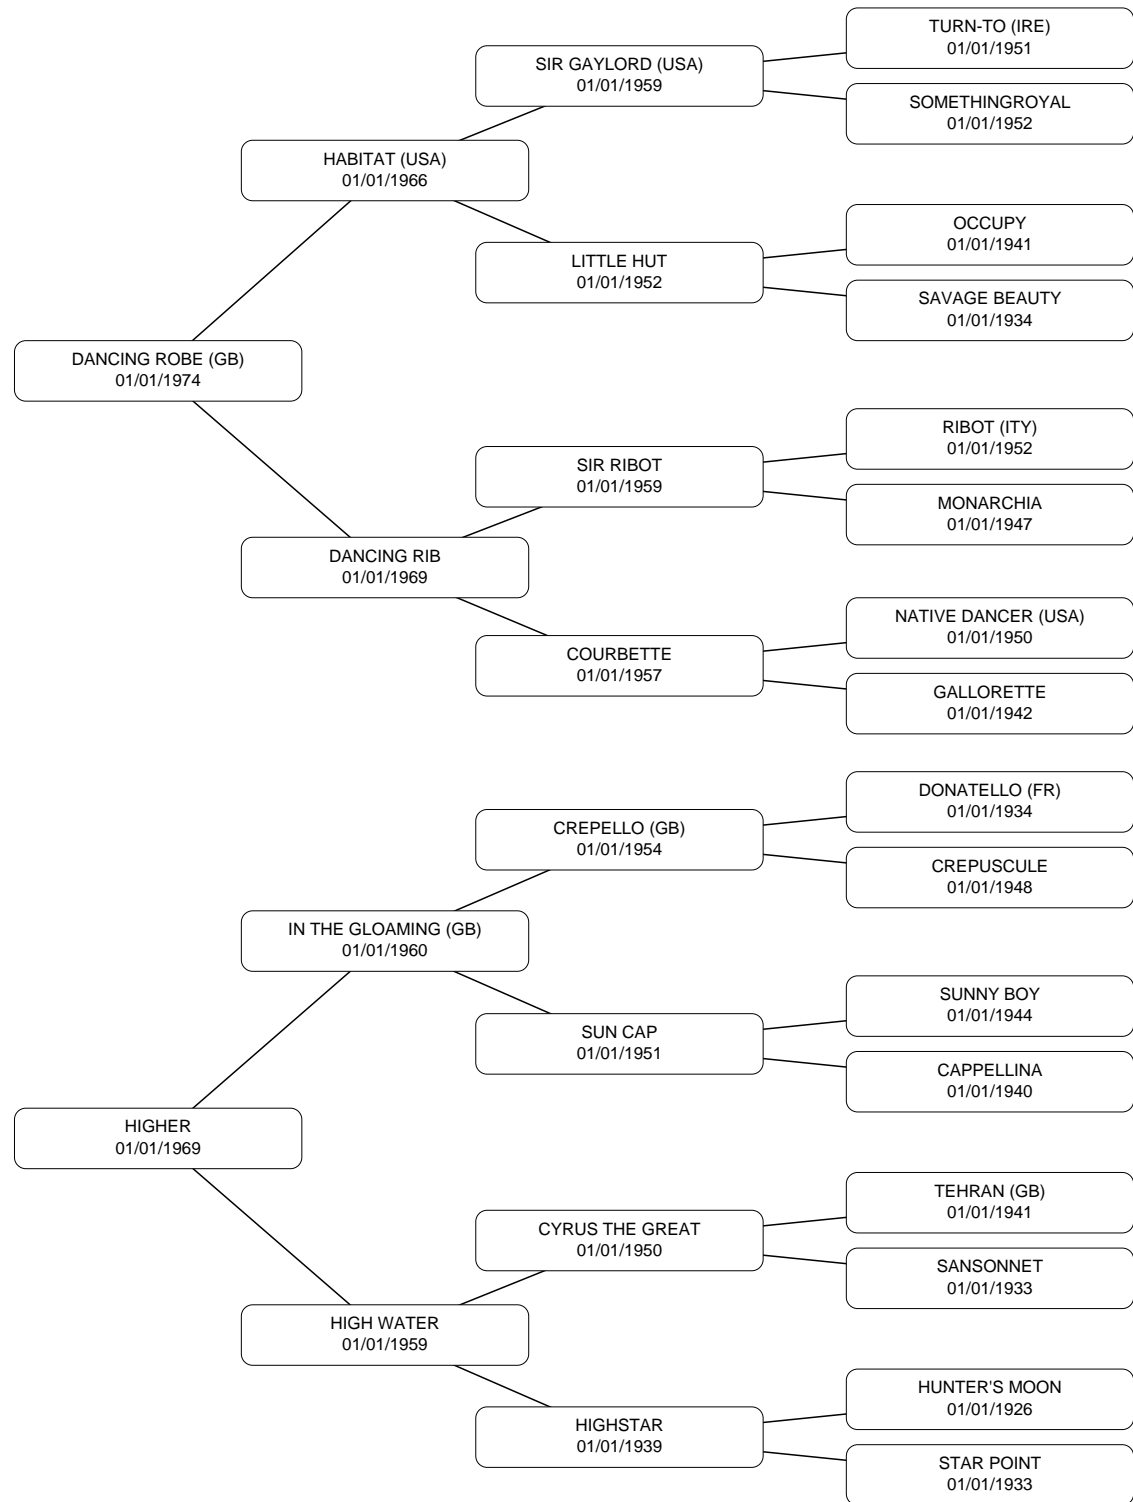 TURN-TO (IRE)
01/01/1951
SIR GAYLORD (USA)
01/01/1959
SOMETHINGROYAL
01/01/1952
HABITAT (USA)
01/01/1966
OCCUPY
01/01/1941
LITTLE HUT
01/01/1952
SAVAGE BEAUTY
01/01/1934
DANCING ROBE (GB)
01/01/1974
RIBOT (ITY)
01/01/1952
SIR RIBOT
01/01/1959
MONARCHIA
01/01/1947
DANCING RIB
01/01/1969
NATIVE DANCER (USA)
01/01/1950
COURBETTE
01/01/1957
GALLORETTE
01/01/1942
DONATELLO (FR)
01/01/1934
CREPELLO (GB)
01/01/1954
CREPUSCULE
01/01/1948
IN THE GLOAMING (GB)
01/01/1960
SUNNY BOY
01/01/1944
SUN CAP
01/01/1951
CAPPELLINA
01/01/1940
HIGHER
01/01/1969
TEHRAN (GB)
01/01/1941
CYRUS THE GREAT
01/01/1950
SANSONNET
01/01/1933
HIGH WATER
01/01/1959
HUNTER'S MOON
01/01/1926
HIGHSTAR
01/01/1939
STAR POINT
01/01/1933